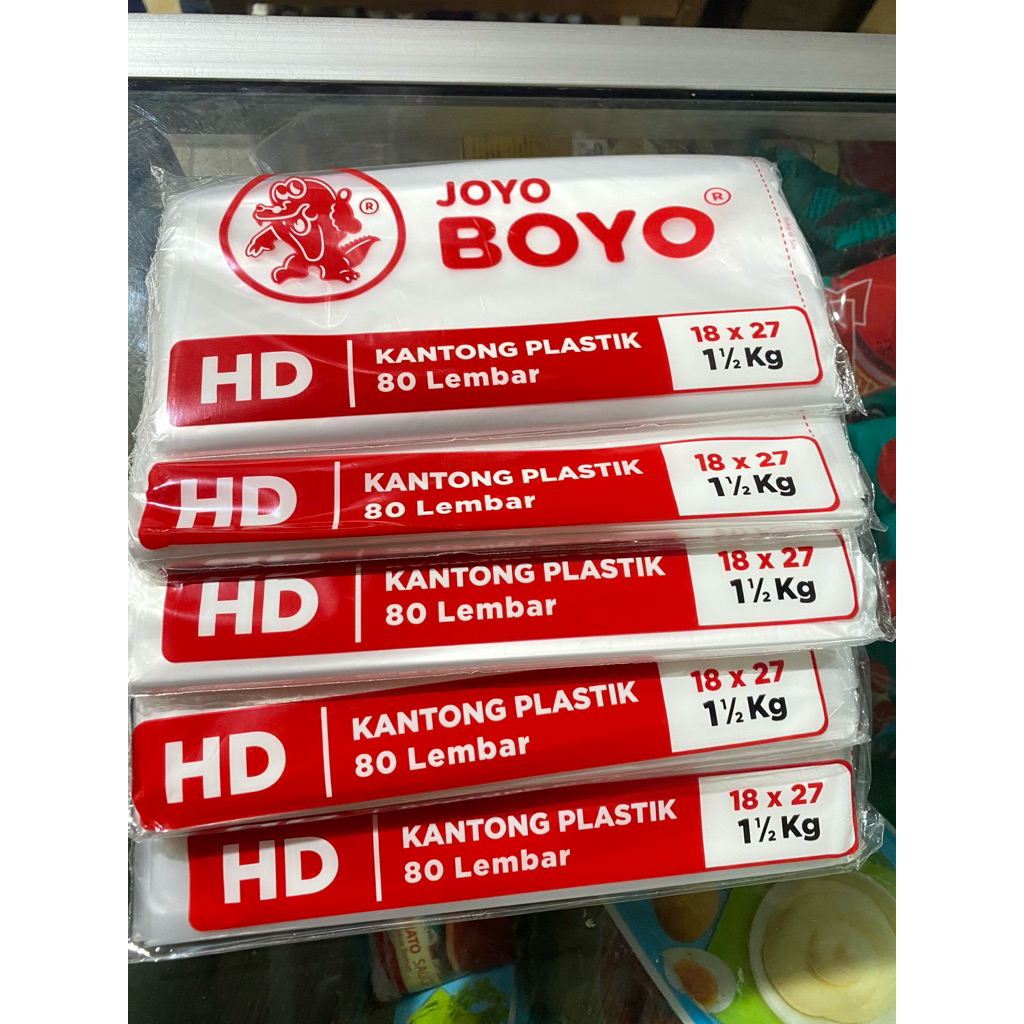 JOYO
BOYO
®
®
HD
KANTONG PLASTIK
80 Lembar
18 x 27
1½ Kg
HD
KANTONG PLASTIK
80 Lembar
18 x 27
1½ Kg
HD
KANTONG PLASTIK
80 Lembar
18 x 27
1½ Kg
HD
KANTONG PLASTIK
80 Lembar
18 x 27
1½ Kg
HD
KANTONG PLASTIK
80 Lembar
18 x 27
1½ Kg